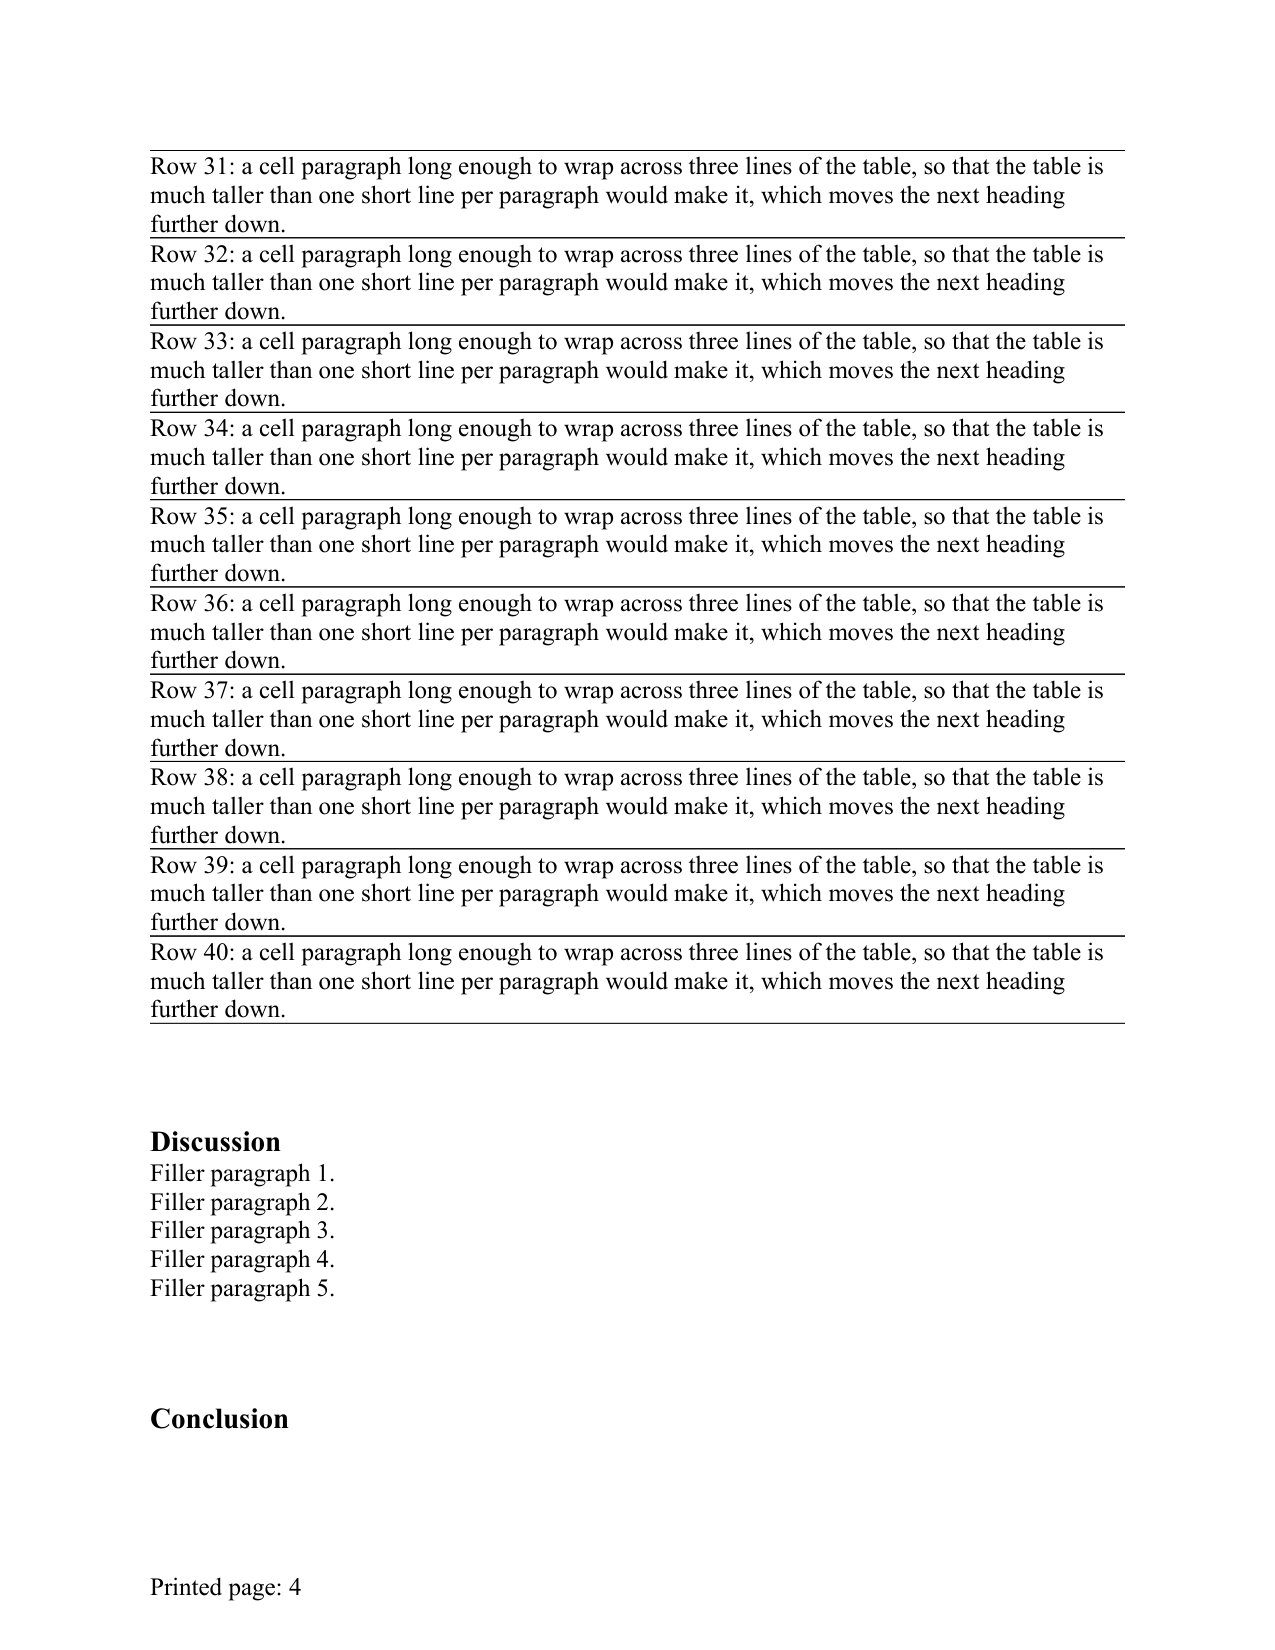 Row 31: a cell paragraph long enough to wrap across three lines of the table, so that the table is
much taller than one short line per paragraph would make it, which moves the next heading
further down.
Row 32: a cell paragraph long enough to wrap across three lines of the table, so that the table is
much taller than one short line per paragraph would make it, which moves the next heading
further down.
Row 33: a cell paragraph long enough to wrap across three lines of the table, so that the table is
much taller than one short line per paragraph would make it, which moves the next heading
further down.
Row 34: a cell paragraph long enough to wrap across three lines of the table, so that the table is
much taller than one short line per paragraph would make it, which moves the next heading
further down.
Row 35: a cell paragraph long enough to wrap across three lines of the table, so that the table is
much taller than one short line per paragraph would make it, which moves the next heading
further down.
Row 36: a cell paragraph long enough to wrap across three lines of the table, so that the table is
much taller than one short line per paragraph would make it, which moves the next heading
further down.
Row 37: a cell paragraph long enough to wrap across three lines of the table, so that the table is
much taller than one short line per paragraph would make it, which moves the next heading
further down.
Row 38: a cell paragraph long enough to wrap across three lines of the table, so that the table is
much taller than one short line per paragraph would make it, which moves the next heading
further down.
Row 39: a cell paragraph long enough to wrap across three lines of the table, so that the table is
much taller than one short line per paragraph would make it, which moves the next heading
further down.
Row 40: a cell paragraph long enough to wrap across three lines of the table, so that the table is
much taller than one short line per paragraph would make it, which moves the next heading
further down.
Discussion
Filler paragraph 1.
Filler paragraph 2.
Filler paragraph 3.
Filler paragraph 4.
Filler paragraph 5.
Conclusion
Printed page: 4